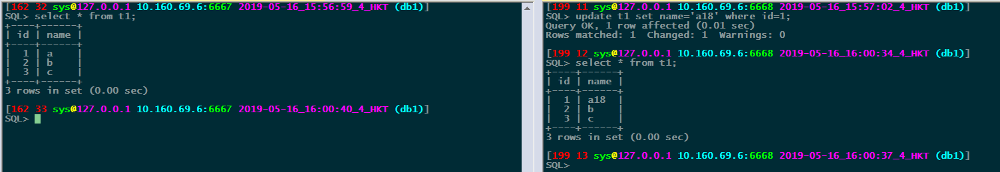 [162 32 sys@127.0.0.1 10.160.69.6:6667 2019-05-16_15:56:59_4_HKT (db1)]
SQL> select * from t1;
+----+------+
| id | name |
+----+------+
|  1 | a    |
|  2 | b    |
|  3 | c    |
+----+------+
3 rows in set (0.00 sec)
[162 33 sys@127.0.0.1 10.160.69.6:6667 2019-05-16_16:00:40_4_HKT (db1)]
SQL>
[199 11 sys@127.0.0.1 10.160.69.6:6668 2019-05-16_15:57:02_4_HKT (db1)]
SQL> update t1 set name='a18' where id=1;
Query OK, 1 row affected (0.01 sec)
Rows matched: 1  Changed: 1  Warnings: 0
[199 12 sys@127.0.0.1 10.160.69.6:6668 2019-05-16_16:00:34_4_HKT (db1)]
SQL> select * from t1;
+----+------+
| id | name |
+----+------+
|  1 | a18  |
|  2 | b    |
|  3 | c    |
+----+------+
3 rows in set (0.00 sec)
[199 13 sys@127.0.0.1 10.160.69.6:6668 2019-05-16_16:00:37_4_HKT (db1)]
SQL>